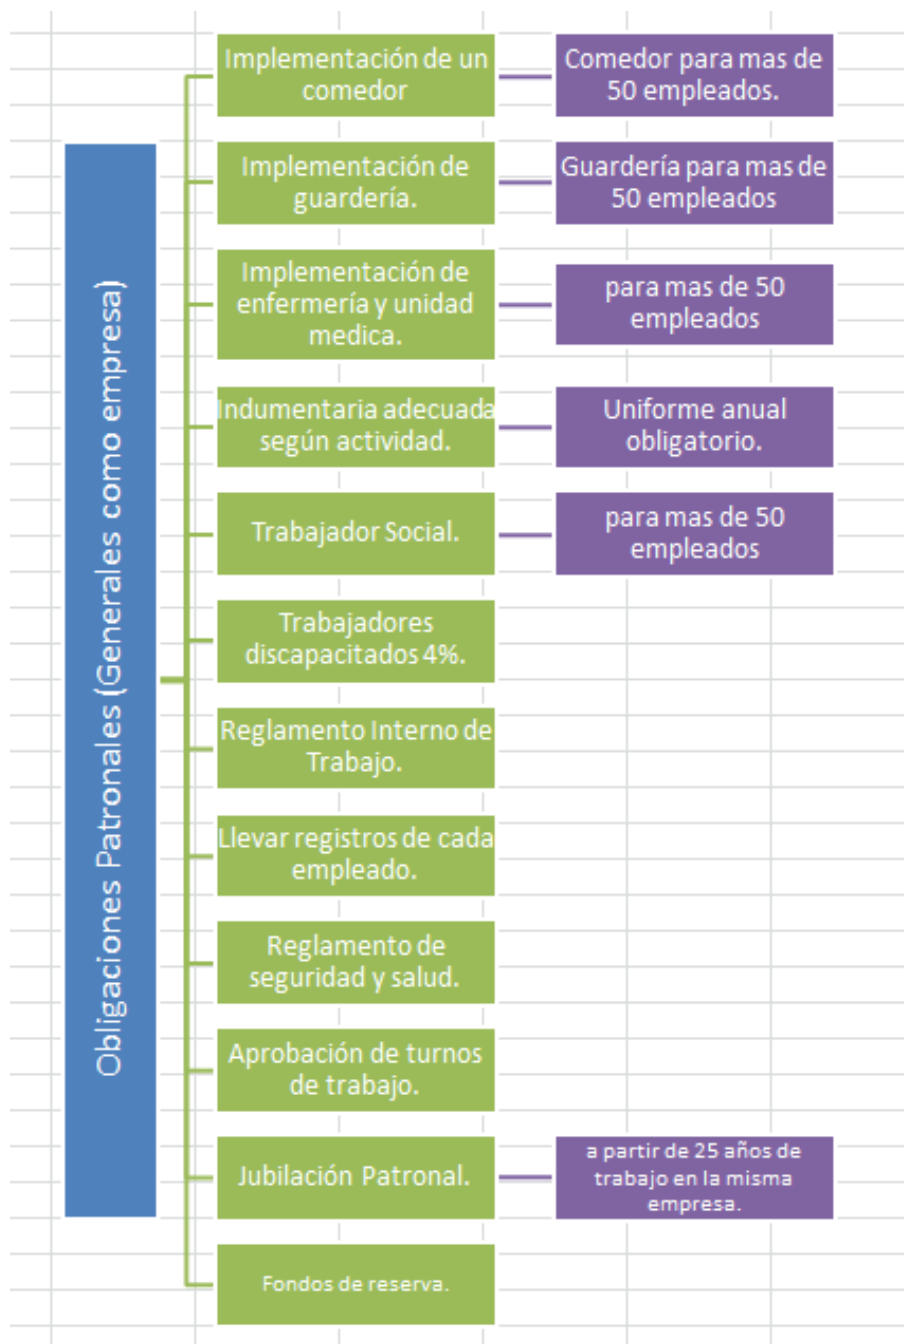 Obligaciones Patronales (Generales como empresa)
Implementación de un
comedor
Comedor para mas de
50 empleados.
Implementación de
guardería.
Guardería para mas de
50 empleados
Implementación de
enfermería y unidad
medica.
para mas de 50
empleados
Indumentaria adecuada
según actividad.
Uniforme anual
obligatorio.
Trabajador Social.
para mas de 50
empleados
Trabajadores
discapacitados 4%.
Reglamento Interno de
Trabajo.
Llevar registros de cada
empleado.
Reglamento de
seguridad y salud.
Aprobación de turnos
de trabajo.
Jubilación Patronal.
a partir de 25 años de
trabajo en la misma
empresa.
Fondos de reserva.